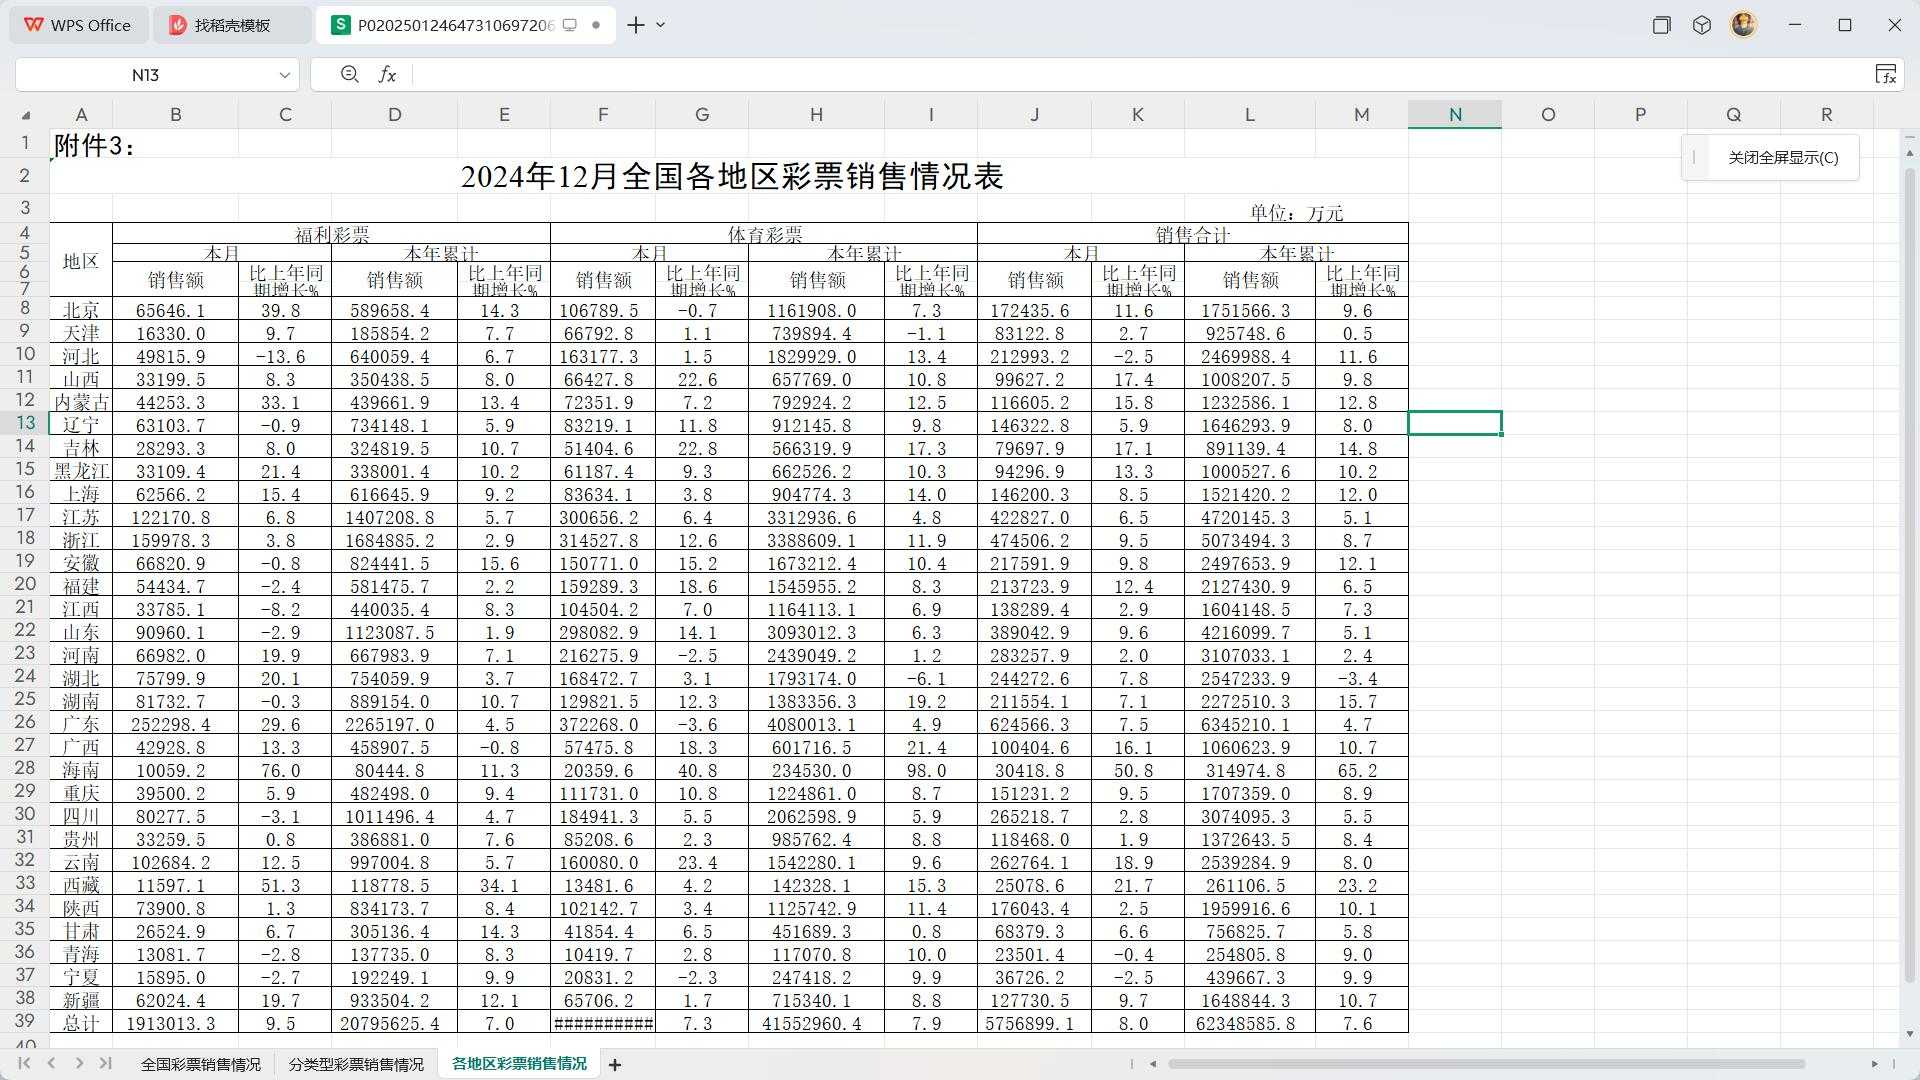 WPS Office 找稻壳模板 P020250124647310697206
N13 fx
A B C D E F G H I J K L M N O P Q R
1 附件3：
关闭全屏显示(C)
2 2024年12月全国各地区彩票销售情况表
3 单位：万元
4 地区 福利彩票 体育彩票 销售合计
5 本月 本年累计 本月 本年累计 本月 本年累计
6 销售额 比上年同 销售额 比上年同 销售额 比上年同 销售额 比上年同 销售额 比上年同 销售额 比上年同
7 期增长% 期增长% 期增长% 期增长% 期增长% 期增长%
8 北京 65646.1 39.8 589658.4 14.3 106789.5 -0.7 1161908.0 7.3 172435.6 11.6 1751566.3 9.6
9 天津 16330.0 9.7 185854.2 7.7 66792.8 1.1 739894.4 -1.1 83122.8 2.7 925748.6 0.5
10 河北 49815.9 -13.6 640059.4 6.7 163177.3 1.5 1829929.0 13.4 212993.2 -2.5 2469988.4 11.6
11 山西 33199.5 8.3 350438.5 8.0 66427.8 22.6 657769.0 10.8 99627.2 17.4 1008207.5 9.8
12 内蒙古 44253.3 33.1 439661.9 13.4 72351.9 7.2 792924.2 12.5 116605.2 15.8 1232586.1 12.8
13 辽宁 63103.7 -0.9 734148.1 5.9 83219.1 11.8 912145.8 9.8 146322.8 5.9 1646293.9 8.0
14 吉林 28293.3 8.0 324819.5 10.7 51404.6 22.8 566319.9 17.3 79697.9 17.1 891139.4 14.8
15 黑龙江 33109.4 21.4 338001.4 10.2 61187.4 9.3 662526.2 10.3 94296.9 13.3 1000527.6 10.2
16 上海 62566.2 15.4 616645.9 9.2 83634.1 3.8 904774.3 14.0 146200.3 8.5 1521420.2 12.0
17 江苏 122170.8 6.8 1407208.8 5.7 300656.2 6.4 3312936.6 4.8 422827.0 6.5 4720145.3 5.1
18 浙江 159978.3 3.8 1684885.2 2.9 314527.8 12.6 3388609.1 11.9 474506.2 9.5 5073494.3 8.7
19 安徽 66820.9 -0.8 824441.5 15.6 150771.0 15.2 1673212.4 10.4 217591.9 9.8 2497653.9 12.1
20 福建 54434.7 -2.4 581475.7 2.2 159289.3 18.6 1545955.2 8.3 213723.9 12.4 2127430.9 6.5
21 江西 33785.1 -8.2 440035.4 8.3 104504.2 7.0 1164113.1 6.9 138289.4 2.9 1604148.5 7.3
22 山东 90960.1 -2.9 1123087.5 1.9 298082.9 14.1 3093012.3 6.3 389042.9 9.6 4216099.7 5.1
23 河南 66982.0 19.9 667983.9 7.1 216275.9 -2.5 2439049.2 1.2 283257.9 2.0 3107033.1 2.4
24 湖北 75799.9 20.1 754059.9 3.7 168472.7 3.1 1793174.0 -6.1 244272.6 7.8 2547233.9 -3.4
25 湖南 81732.7 -0.3 889154.0 10.7 129821.5 12.3 1383356.3 19.2 211554.1 7.1 2272510.3 15.7
26 广东 252298.4 29.6 2265197.0 4.5 372268.0 -3.6 4080013.1 4.9 624566.3 7.5 6345210.1 4.7
27 广西 42928.8 13.3 458907.5 -0.8 57475.8 18.3 601716.5 21.4 100404.6 16.1 1060623.9 10.7
28 海南 10059.2 76.0 80444.8 11.3 20359.6 40.8 234530.0 98.0 30418.8 50.8 314974.8 65.2
29 重庆 39500.2 5.9 482498.0 9.4 111731.0 10.8 1224861.0 8.7 151231.2 9.5 1707359.0 8.9
30 四川 80277.5 -3.1 1011496.4 4.7 184941.3 5.5 2062598.9 5.9 265218.7 2.8 3074095.3 5.5
31 贵州 33259.5 0.8 386881.0 7.6 85208.6 2.3 985762.4 8.8 118468.0 1.9 1372643.5 8.4
32 云南 102684.2 12.5 997004.8 5.7 160080.0 23.4 1542280.1 9.6 262764.1 18.9 2539284.9 8.0
33 西藏 11597.1 51.3 118778.5 34.1 13481.6 4.2 142328.1 15.3 25078.6 21.7 261106.5 23.2
34 陕西 73900.8 1.3 834173.7 8.4 102142.7 3.4 1125742.9 11.4 176043.4 2.5 1959916.6 10.1
35 甘肃 26524.9 6.7 305136.4 14.3 41854.4 6.5 451689.3 0.8 68379.3 6.6 756825.7 5.8
36 青海 13081.7 -2.8 137735.0 8.3 10419.7 2.8 117070.8 10.0 23501.4 -0.4 254805.8 9.0
37 宁夏 15895.0 -2.7 192249.1 9.9 20831.2 -2.3 247418.2 9.9 36726.2 -2.5 439667.3 9.9
38 新疆 62024.4 19.7 933504.2 12.1 65706.2 1.7 715340.1 8.8 127730.5 9.7 1648844.3 10.7
39 总计 1913013.3 9.5 20795625.4 7.0 ########## 7.3 41552960.4 7.9 5756899.1 8.0 62348585.8 7.6
40
全国彩票销售情况 分类型彩票销售情况 各地区彩票销售情况